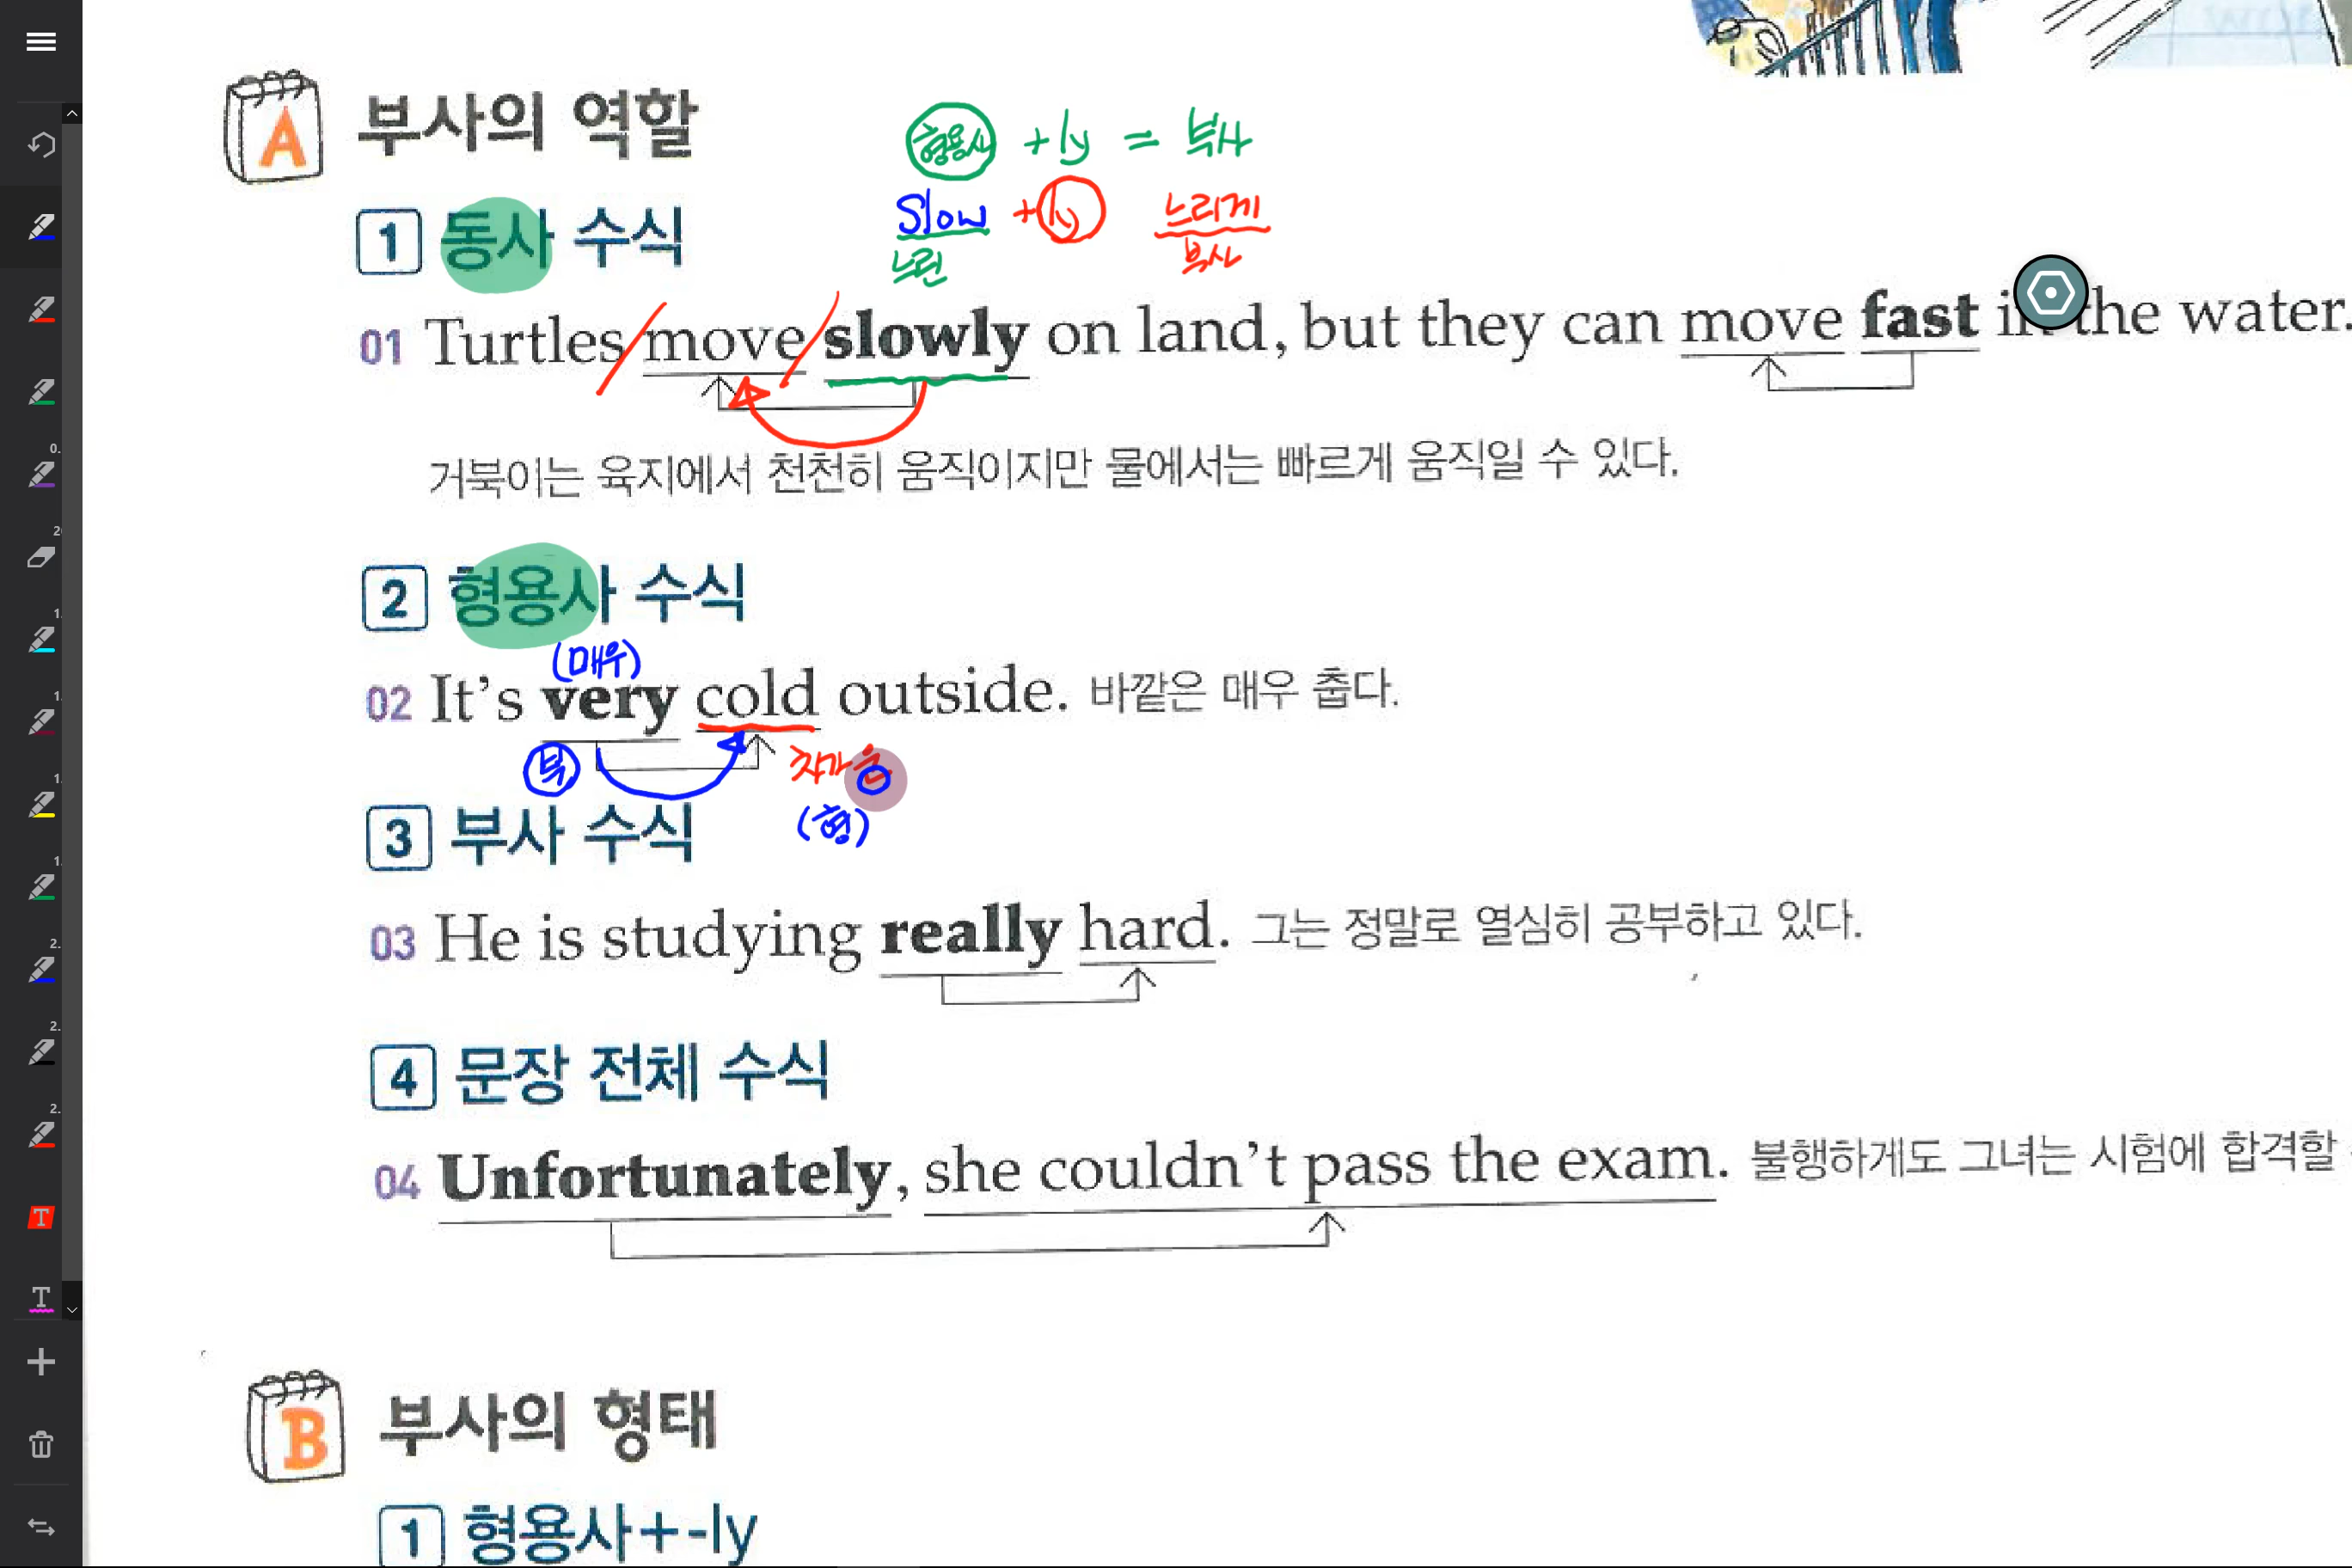 A 부사의 역할
형용사 +ly = 부사
1 동사 수식
Slow +ly 느리게
느린 부사
01 Turtles move slowly on land, but they can move fast in the water.
거북이는 육지에서 천천히 움직이지만 물에서는 빠르게 움직일 수 있다.
2 형용사 수식
(매우)
02 It's very cold outside. 바깥은 매우 춥다.
부 차가운
(형)
3 부사 수식
03 He is studying really hard. 그는 정말로 열심히 공부하고 있다.
4 문장 전체 수식
04 Unfortunately, she couldn't pass the exam. 불행하게도 그녀는 시험에 합격할
B 부사의 형태
1 형용사+-ly